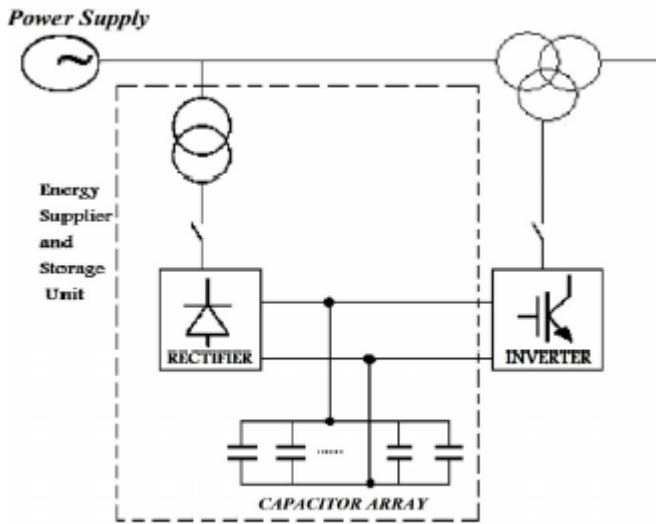 Power Supply
Energy
Supplier
and
Storage
Unit
RECTIFIER
INVERTER
......
CAPACITOR ARRAY